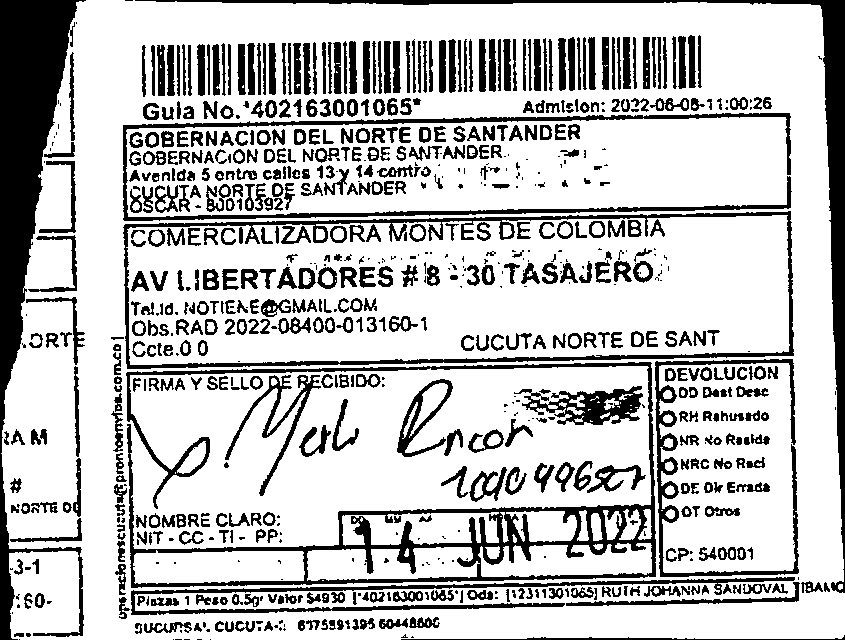 Guia No.*402163001065*
Admision: 2022-06-06-11:00:26
GOBERNACION DEL NORTE DE SANTANDER
GOBERNACION DEL NORTE DE SANTANDER
Avenida 5 entre calles 13 y 14 contro
CUCUTA NORTE DE SANTANDER
OSCAR - 800103927
COMERCIALIZADORA MONTES DE COLOMBIA
AV LIBERTADORES # 8 - 30 TASAJERO
Tel.Id. NOTIENE@GMAIL.COM
Obs.RAD 2022-08400-013160-1
Ccte.0 0
CUCUTA NORTE DE SANT
FIRMA Y SELLO DE RECIBIDO:
Rincon
NOMBRE CLARO:
NIT - CC - TI - PP:
14 JUN 2022
DEVOLUCION
DD Dest Desc
RH Rehusado
NR No Reside
NRC No Recl
DE Dir Errada
OT Otros
CP: 540001
operacionescucuta@prontoenvios.com.co
Piezas 1 Peso 0.5gr Valor $4930 [*402163001065*] Ods: [12311301065] RUTH JOHANNA SANDOVAL
SUCURSAL CUCUTA-
.ORTE
RA M
#
NORTE DE
3-1
:60-